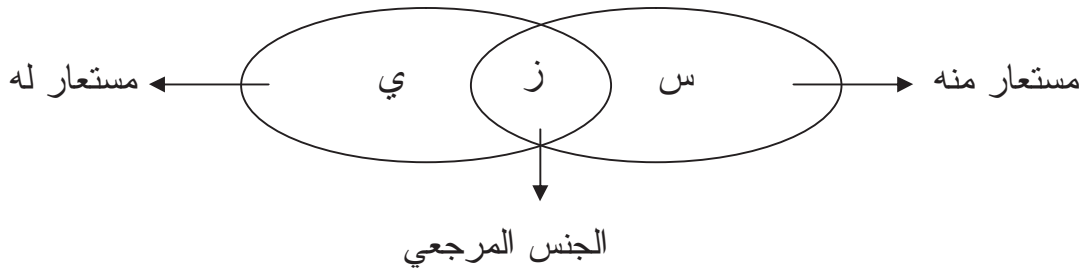 مستعار منه س ز ي مستعار له
الجنس المرجعي